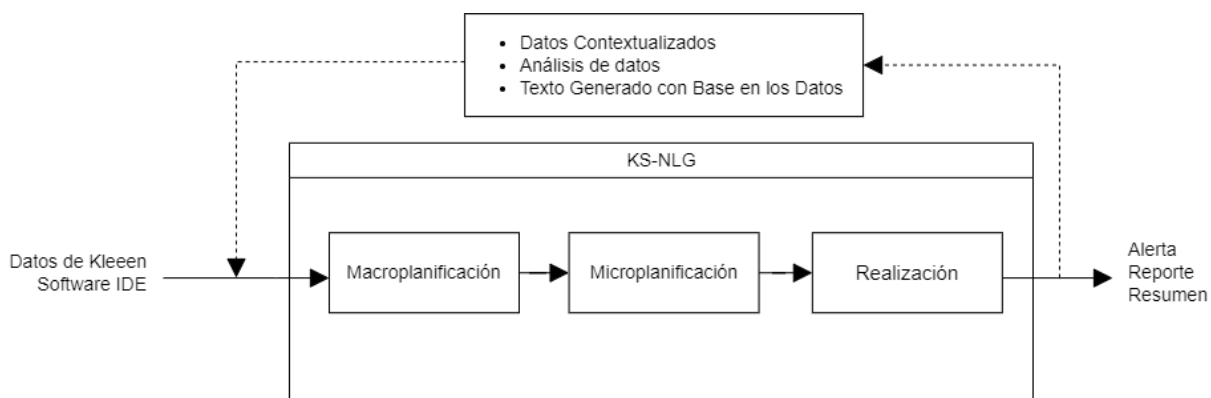 • Datos Contextualizados
• Análisis de datos
• Texto Generado con Base en los Datos
KS-NLG
Datos de Kleeen
Software IDE
Macroplanificación
Microplanificación
Realización
Alerta
Reporte
Resumen